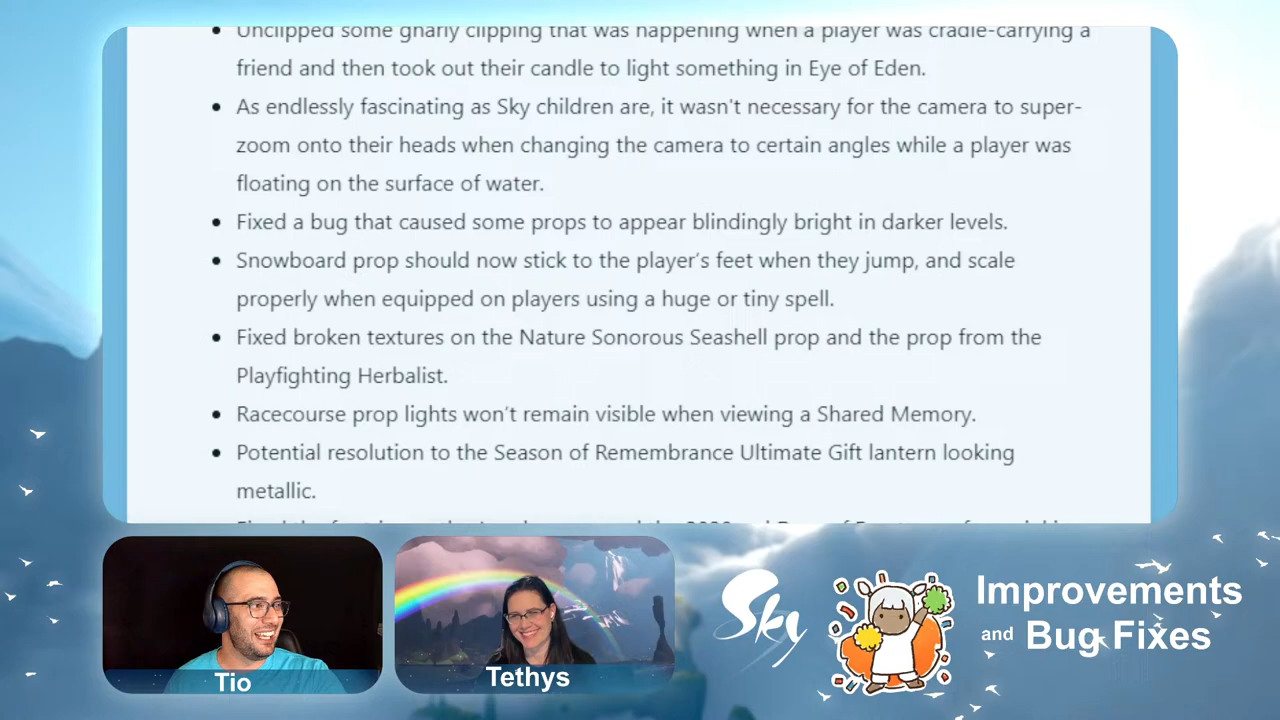 Unclipped some gnarly clipping that was happening when a player was cradle-carrying a
friend and then took out their candle to light something in Eye of Eden.
As endlessly fascinating as Sky children are, it wasn't necessary for the camera to super-
zoom onto their heads when changing the camera to certain angles while a player was
floating on the surface of water.
Fixed a bug that caused some props to appear blindingly bright in darker levels.
Snowboard prop should now stick to the player's feet when they jump, and scale
properly when equipped on players using a huge or tiny spell.
Fixed broken textures on the Nature Sonorous Seashell prop and the prop from the
Playfighting Herbalist.
Racecourse prop lights won't remain visible when viewing a Shared Memory.
Potential resolution to the Season of Remembrance Ultimate Gift lantern looking
metallic.
Tio
Tethys
Sky
Improvements
and Bug Fixes